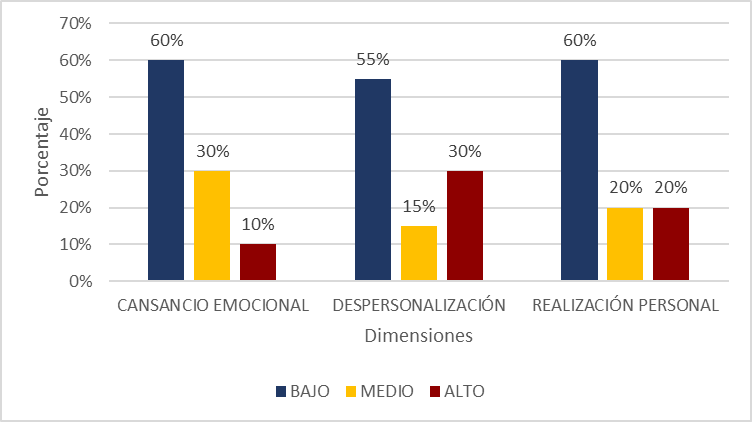 70%
60%
50%
40%
30%
20%
10%
0%
Porcentaje
60%
30%
10%
55%
15%
30%
60%
20%
20%
CANSANCIO EMOCIONAL
DESPERSONALIZACIÓN
REALIZACIÓN PERSONAL
Dimensiones
BAJO
MEDIO
ALTO